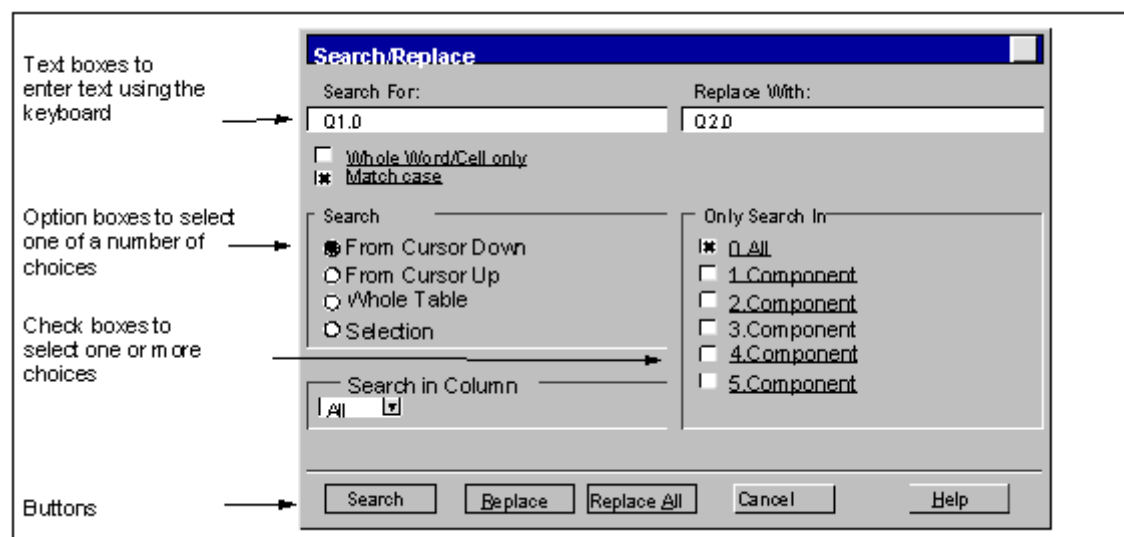 Text boxes to
enter text using the
keyboard
Search/Replace
Search For:
Replace With:
Q1.0
Q2.0
Whole Word/Cell only
Match case
Option boxes to select
one of a number of
choices
Search
From Cursor Down
From Cursor Up
Whole Table
Selection
Only Search In
0.All
1.Component
2.Component
3.Component
4.Component
5.Component
Check boxes to
select one or more
choices
Search in Column
All
Buttons
Search
Replace
Replace All
Cancel
Help